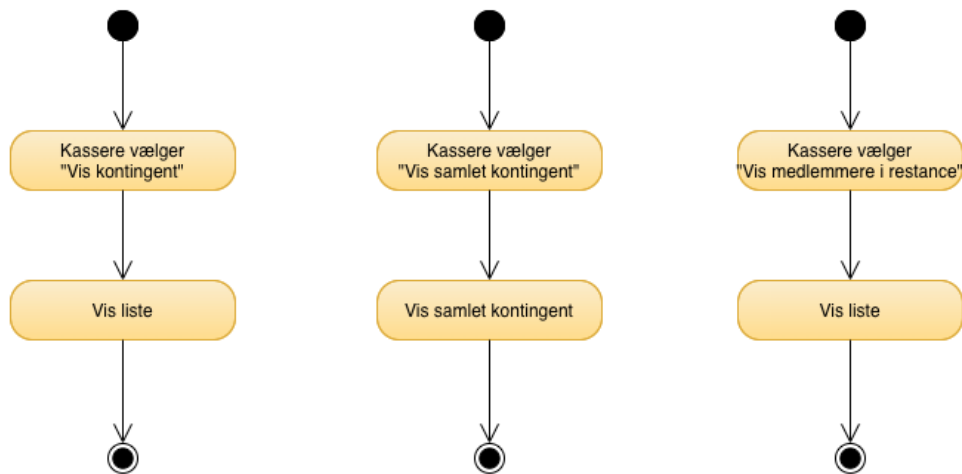 Kassere vælger
"Vis kontingent"
Vis liste
Kassere vælger
"Vis samlet kontingent"
Vis samlet kontingent
Kassere vælger
"Vis medlemmere i restance"
Vis liste